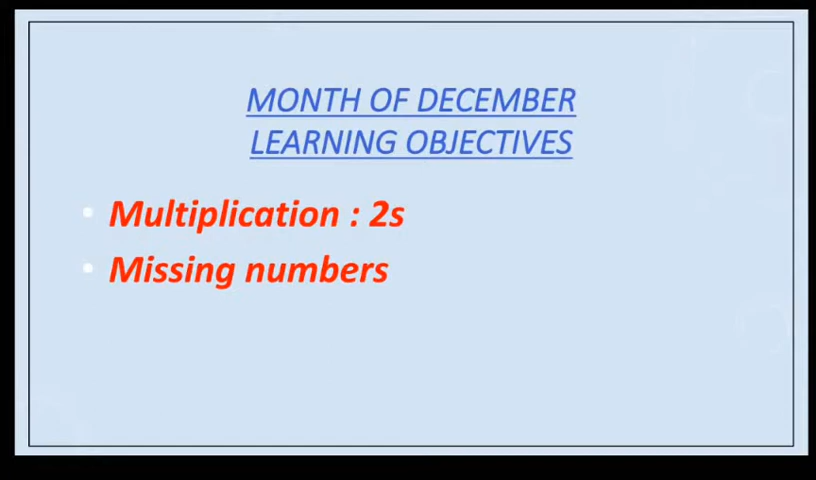 MONTH OF DECEMBER
LEARNING OBJECTIVES
• Multiplication : 2s
• Missing numbers